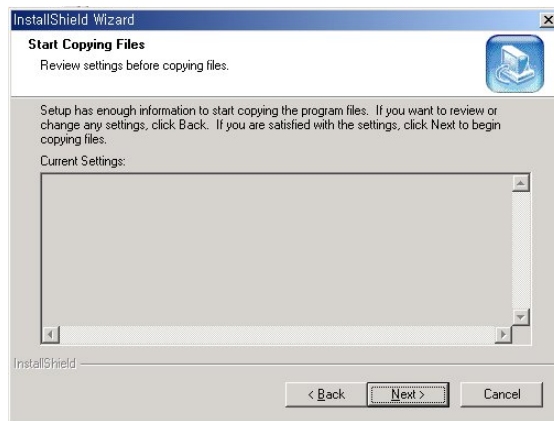 InstallShield Wizard
Start Copying Files
Review settings before copying files.
Setup has enough information to start copying the program files. If you want to review or
change any settings, click Back. If you are satisfied with the settings, click Next to begin
copying files.
Current Settings:
InstallShield
< Back Next > Cancel